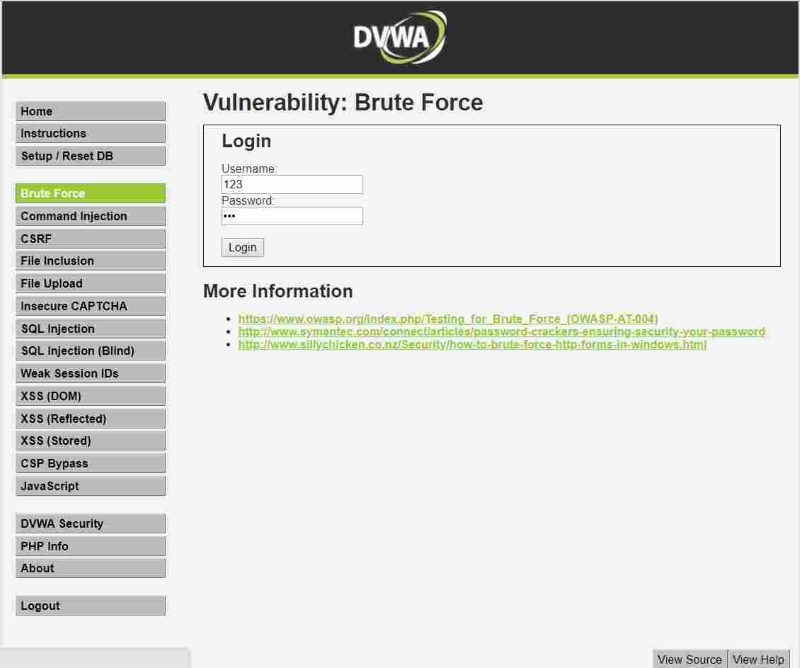 DVWA
Home
Instructions
Setup / Reset DB
Brute Force
Command Injection
CSRF
File Inclusion
File Upload
Insecure CAPTCHA
SQL Injection
SQL Injection (Blind)
Weak Session IDs
XSS (DOM)
XSS (Reflected)
XSS (Stored)
CSP Bypass
JavaScript
DVWA Security
PHP Info
About
Logout
Vulnerability: Brute Force
Login
Username:
123
Password:
•••
Login
More Information
• https://www.owasp.org/index.php/Testing_for_Brute_Force_(OWASP-AT-004)
• http://www.symantec.com/connect/articles/password-crackers-ensuring-security-your-password
• http://www.sillychicken.co.nz/Security/how-to-brute-force-http-forms-in-windows.html
View Source
View Help